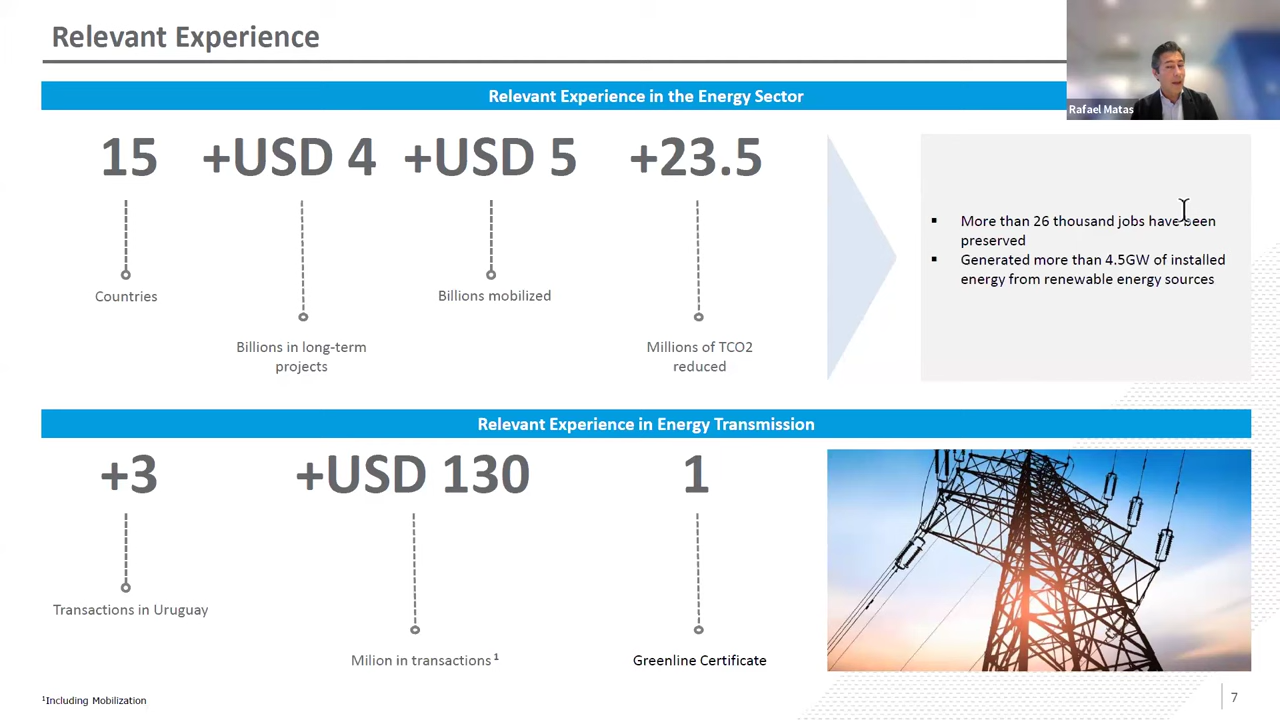 Relevant Experience
Rafael Matas
Relevant Experience in the Energy Sector
15
Countries
+USD 4
Billions in long-term
projects
+USD 5
Billions mobilized
+23.5
Millions of TCO2
reduced
▪ More than 26 thousand jobs have been
preserved
▪ Generated more than 4.5GW of installed
energy from renewable energy sources
Relevant Experience in Energy Transmission
+3
Transactions in Uruguay
+USD 130
Milion in transactions¹
1
Greenline Certificate
¹Including Mobilization
7